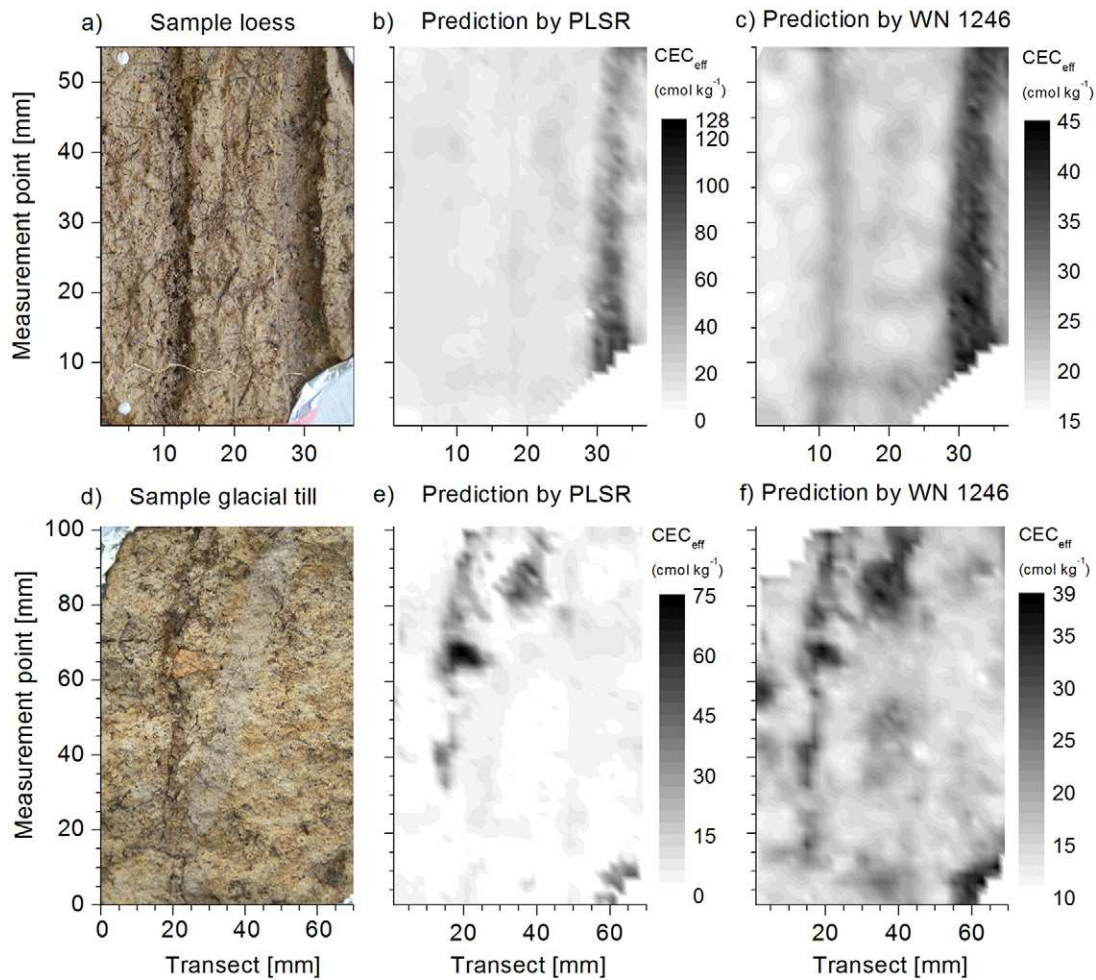 a) Sample loess
b) Prediction by PLSR
c) Prediction by WN 1246
Measurement point [mm]
50
40
30
20
10
10 20 30
10 20 30
CECeff
(cmol kg-1)
128
120
100
80
60
40
20
0
10 20 30
CECeff
(cmol kg-1)
45
40
35
30
25
20
15
d) Sample glacial till
e) Prediction by PLSR
f) Prediction by WN 1246
Measurement point [mm]
100
80
60
40
20
0
0 20 40 60
Transect [mm]
20 40 60
Transect [mm]
CECeff
(cmol kg-1)
75
60
45
30
15
0
20 40 60
Transect [mm]
CECeff
(cmol kg-1)
39
35
30
25
20
15
10